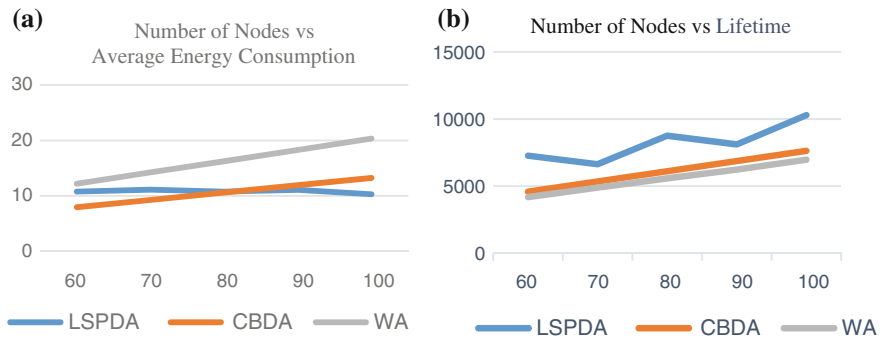 (a)
Number of Nodes vs
Average Energy Consumption
30
20
10
0
60 70 80 90 100
LSPDA CBDA WA
(b)
Number of Nodes vs Lifetime
15000
10000
5000
0
60 70 80 90 100
LSPDA CBDA WA